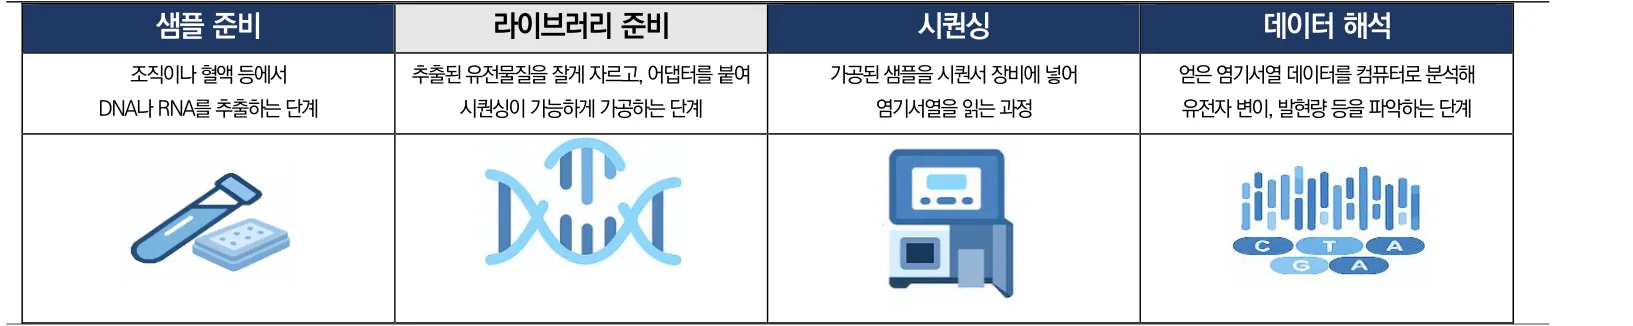 샘플 준비
조직이나 혈액 등에서
DNA나 RNA를 추출하는 단계
라이브러리 준비
추출된 유전물질을 잘게 자르고, 어댑터를 붙여
시퀀싱이 가능하게 가공하는 단계
시퀀싱
가공된 샘플을 시퀀서 장비에 넣어
염기서열을 읽는 과정
데이터 해석
얻은 염기서열 데이터를 컴퓨터로 분석해
유전자 변이, 발현량 등을 파악하는 단계
C T A
G A